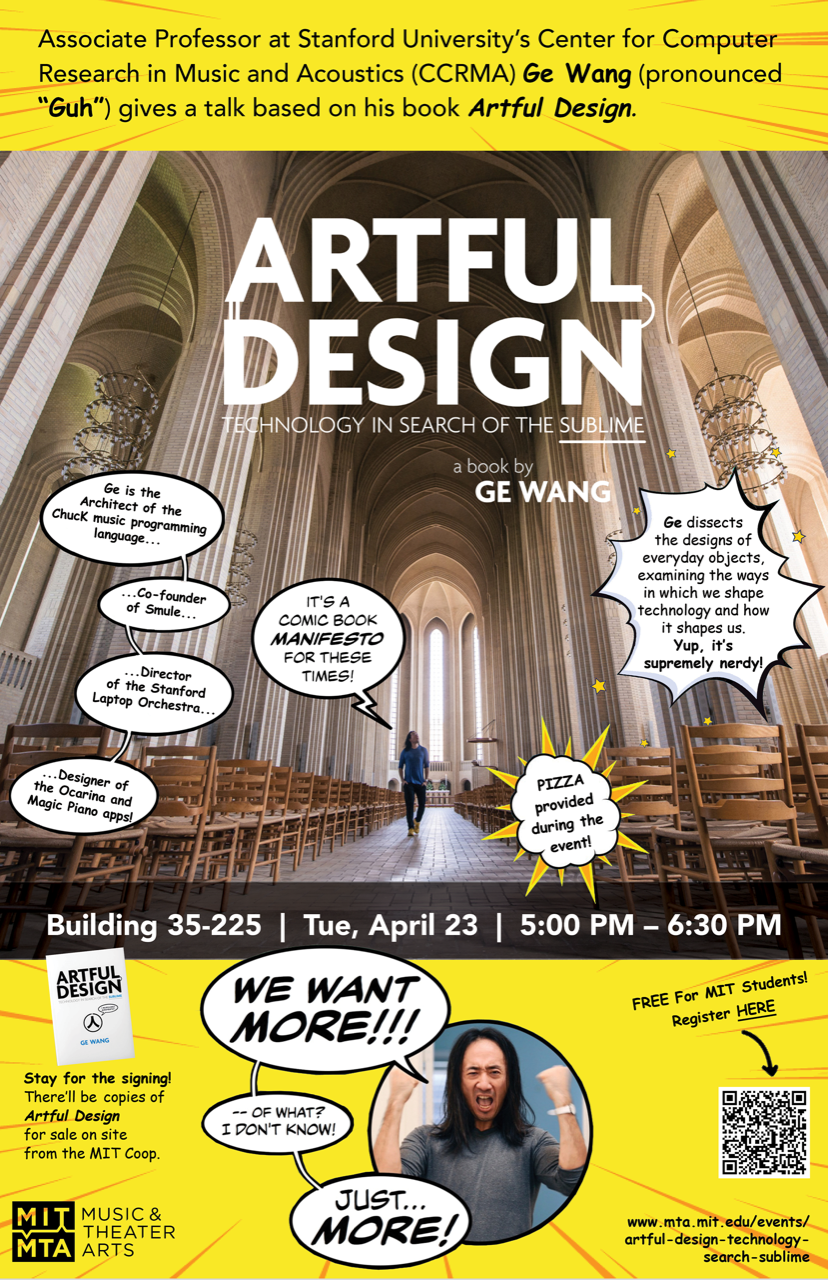 Associate Professor at Stanford University’s Center for Computer
Research in Music and Acoustics (CCRMA) Ge Wang (pronounced
“Guh”) gives a talk based on his book Artful Design.
ARTFUL
DESIGN
TECHNOLOGY IN SEARCH OF THE SUBLIME
a book by
GE WANG
Ge is the
Architect of the
ChucK music programming
language...
...Co-founder
of Smule...
...Director
of the Stanford
Laptop Orchestra...
...Designer of
the Ocarina and
Magic Piano apps!
IT'S A
COMIC BOOK
MANIFESTO
FOR THESE
TIMES!
Ge dissects
the designs of
everyday objects,
examining the ways
in which we shape
technology and how
it shapes us.
Yup, it's
supremely nerdy!
PIZZA
provided
during the
event!
Building 35-225 | Tue, April 23 | 5:00 PM – 6:30 PM
ARTFUL
DESIGN
TECHNOLOGY IN SEARCH OF THE SUBLIME
GE WANG
Stay for the signing!
There'll be copies of
Artful Design
for sale on site
from the MIT Coop.
WE WANT
MORE!!!
-- OF WHAT?
I DON'T KNOW!
JUST...
MORE!
FREE For MIT Students!
Register HERE
MIT
MTA
MUSIC &
THEATER
ARTS
www.mta.mit.edu/events/
artful-design-technology-
search-sublime